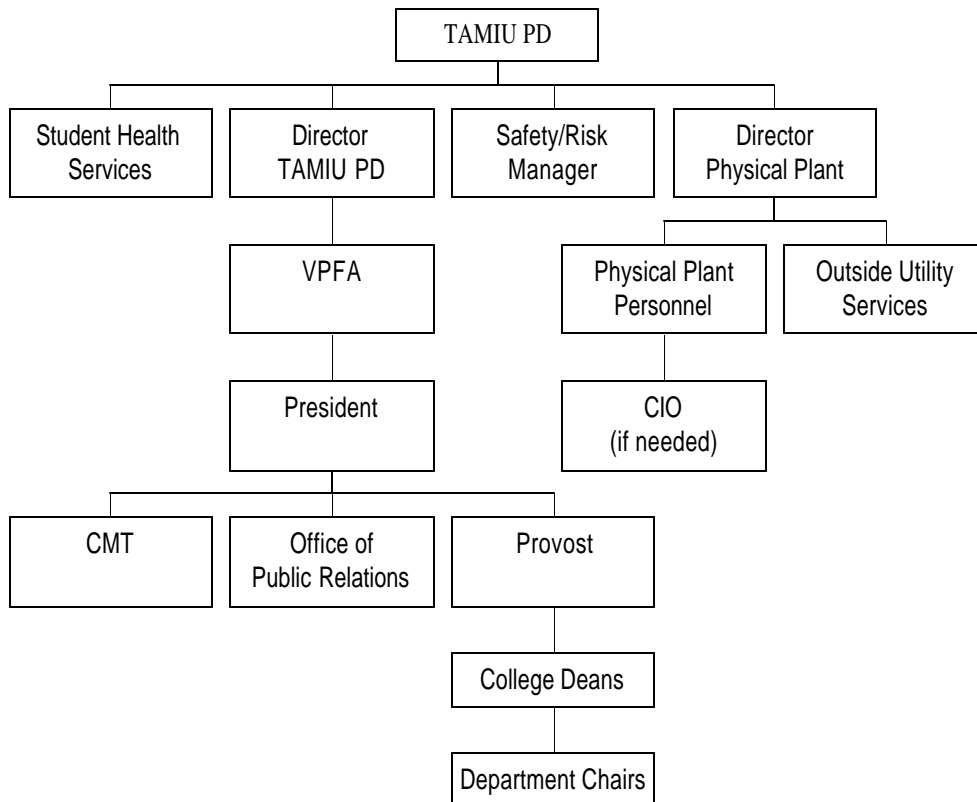 TAMIU PD
Student Health
Services
Director
TAMIU PD
Safety/Risk
Manager
Director
Physical Plant
VPFA
Physical Plant
Personnel
Outside Utility
Services
President
CIO
(if needed)
CMT
Office of
Public Relations
Provost
College Deans
Department Chairs